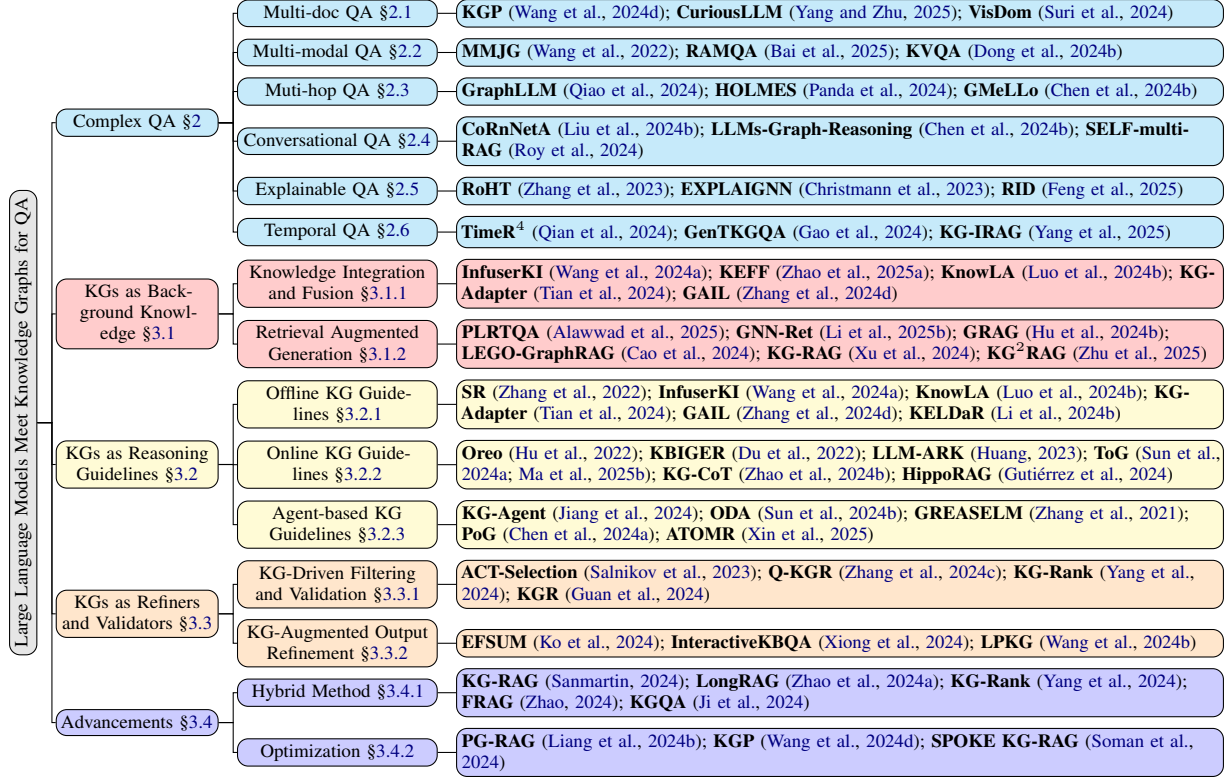 Large Language Models Meet Knowledge Graphs for QA
Complex QA §2
Multi-doc QA §2.1
KGP (Wang et al., 2024d); CuriousLLM (Yang and Zhu, 2025); VisDom (Suri et al., 2024)
Multi-modal QA §2.2
MMJG (Wang et al., 2022); RAMQA (Bai et al., 2025); KVQA (Dong et al., 2024b)
Muti-hop QA §2.3
GraphLLM (Qiao et al., 2024); HOLMES (Panda et al., 2024); GMeLLo (Chen et al., 2024b)
Conversational QA §2.4
CoRnNetA (Liu et al., 2024b); LLMs-Graph-Reasoning (Chen et al., 2024b); SELF-multi-
RAG (Roy et al., 2024)
Explainable QA §2.5
RoHT (Zhang et al., 2023); EXPLAIGNN (Christmann et al., 2023); RID (Feng et al., 2025)
Temporal QA §2.6
TimeR⁴ (Qian et al., 2024); GenTKGQA (Gao et al., 2024); KG-IRAG (Yang et al., 2025)
KGs as Back-
ground Knowl-
edge §3.1
Knowledge Integration
and Fusion §3.1.1
InfuserKI (Wang et al., 2024a); KEFF (Zhao et al., 2025a); KnowLA (Luo et al., 2024b); KG-
Adapter (Tian et al., 2024); GAIL (Zhang et al., 2024d)
Retrieval Augmented
Generation §3.1.2
PLRTQA (Alawwad et al., 2025); GNN-Ret (Li et al., 2025b); GRAG (Hu et al., 2024b);
LEGO-GraphRAG (Cao et al., 2024); KG-RAG (Xu et al., 2024); KG²RAG (Zhu et al., 2025)
KGs as Reasoning
Guidelines §3.2
Offline KG Guide-
lines §3.2.1
SR (Zhang et al., 2022); InfuserKI (Wang et al., 2024a); KnowLA (Luo et al., 2024b); KG-
Adapter (Tian et al., 2024); GAIL (Zhang et al., 2024d); KELDaR (Li et al., 2024b)
Online KG Guide-
lines §3.2.2
Oreo (Hu et al., 2022); KBIGER (Du et al., 2022); LLM-ARK (Huang, 2023); ToG (Sun et al.,
2024a; Ma et al., 2025b); KG-CoT (Zhao et al., 2024b); HippoRAG (Gutiérrez et al., 2024)
Agent-based KG
Guidelines §3.2.3
KG-Agent (Jiang et al., 2024); ODA (Sun et al., 2024b); GREASELM (Zhang et al., 2021);
PoG (Chen et al., 2024a); ATOMR (Xin et al., 2025)
KGs as Refiners
and Validators §3.3
KG-Driven Filtering
and Validation §3.3.1
ACT-Selection (Salnikov et al., 2023); Q-KGR (Zhang et al., 2024c); KG-Rank (Yang et al.,
2024); KGR (Guan et al., 2024)
KG-Augmented Output
Refinement §3.3.2
EFSUM (Ko et al., 2024); InteractiveKBQA (Xiong et al., 2024); LPKG (Wang et al., 2024b)
Advancements §3.4
Hybrid Method §3.4.1
KG-RAG (Sanmartin, 2024); LongRAG (Zhao et al., 2024a); KG-Rank (Yang et al., 2024);
FRAG (Zhao, 2024); KGQA (Ji et al., 2024)
Optimization §3.4.2
PG-RAG (Liang et al., 2024b); KGP (Wang et al., 2024d); SPOKE KG-RAG (Soman et al.,
2024)